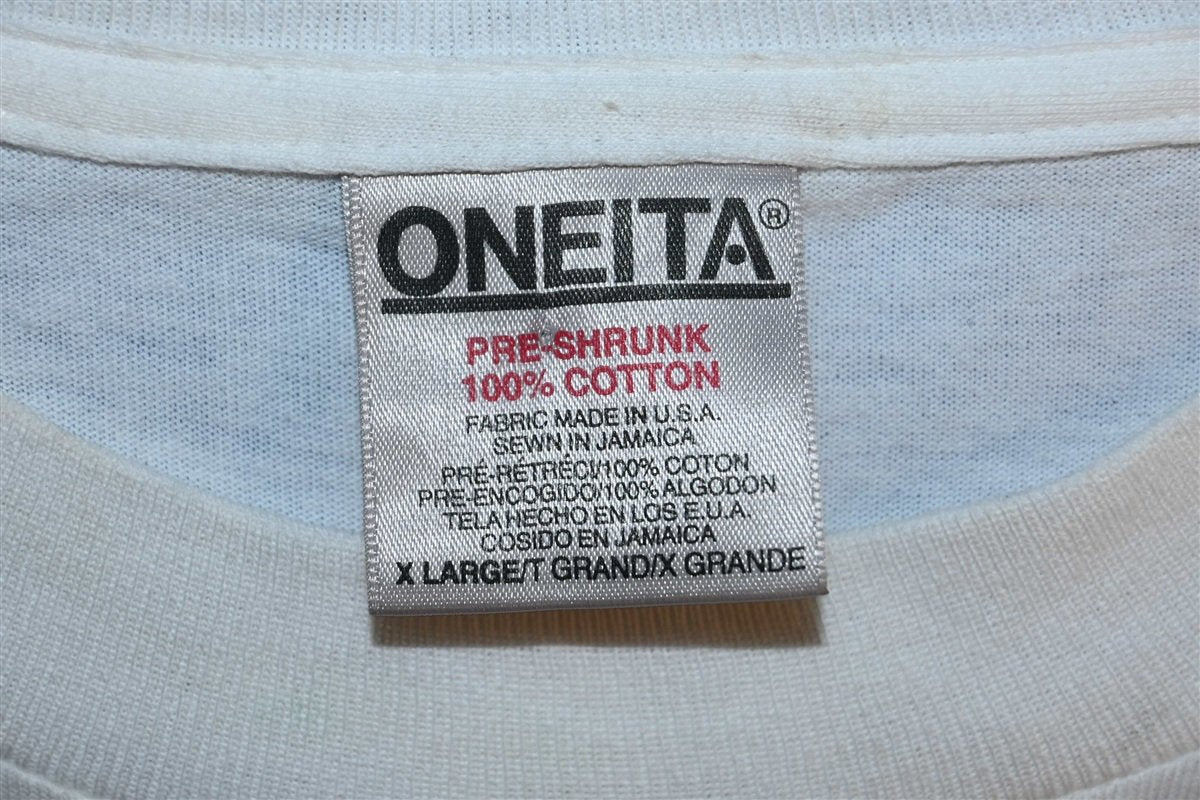 ONEITA®
PRE-SHRUNK
100% COTTON
FABRIC MADE IN U.S.A.
SEWN IN JAMAICA
PRÉ-RÉTRÉCI/100% COTON
PRE-ENCOGIDO/100% ALGODON
TELA HECHO EN LOS E.U.A.
COSIDO EN JAMAICA
X LARGE/T GRAND/X GRANDE